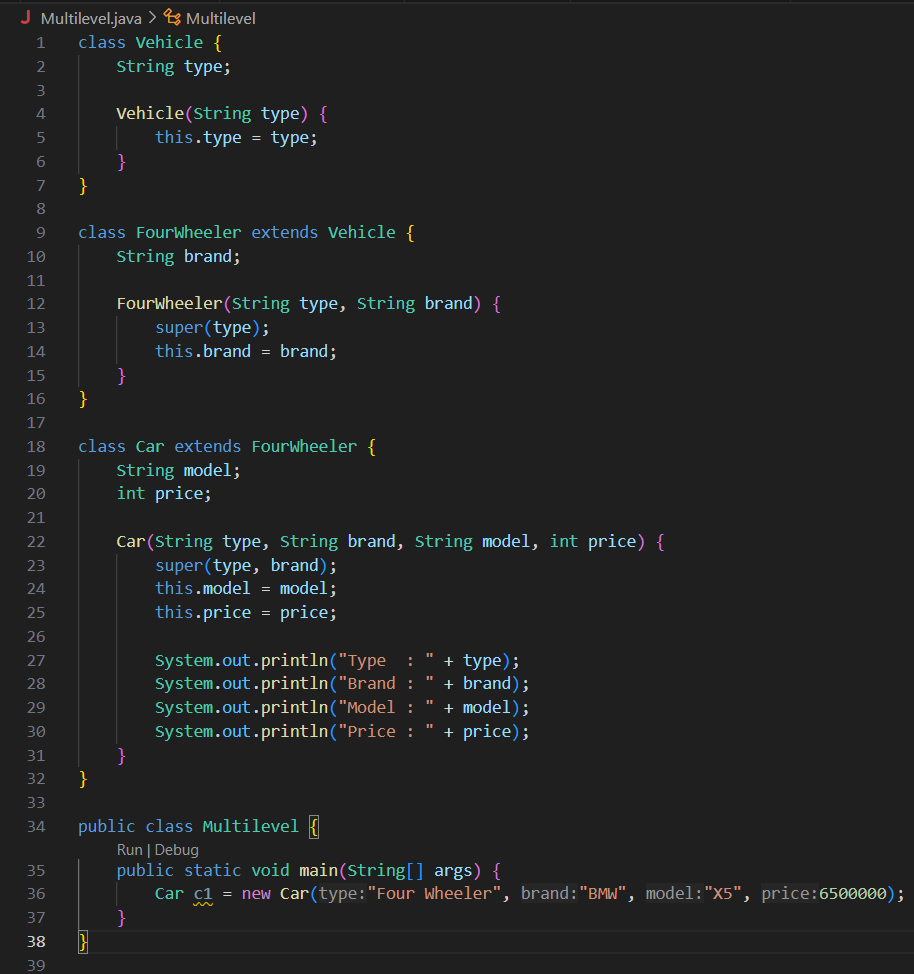 J Multilevel.java > Multilevel
1 class Vehicle {
2     String type;
3
4     Vehicle(String type) {
5         this.type = type;
6     }
7 }
8
9 class FourWheeler extends Vehicle {
10     String brand;
11
12     FourWheeler(String type, String brand) {
13         super(type);
14         this.brand = brand;
15     }
16 }
17
18 class Car extends FourWheeler {
19     String model;
20     int price;
21
22     Car(String type, String brand, String model, int price) {
23         super(type, brand);
24         this.model = model;
25         this.price = price;
26
27         System.out.println("Type  : " + type);
28         System.out.println("Brand : " + brand);
29         System.out.println("Model : " + model);
30         System.out.println("Price : " + price);
31     }
32 }
33
34 public class Multilevel {
Run | Debug
35     public static void main(String[] args) {
36         Car c1 = new Car(type:"Four Wheeler", brand:"BMW", model:"X5", price:6500000);
37     }
38 }
39